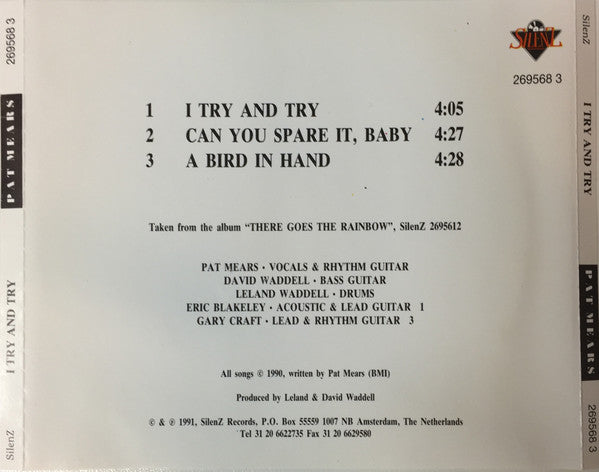 SilenZ
269568 3
1 I TRY AND TRY 4:05
2 CAN YOU SPARE IT, BABY 4:27
3 A BIRD IN HAND 4:28
Taken from the album “THERE GOES THE RAINBOW”, SilenZ 2695612
PAT MEARS · VOCALS & RHYTHM GUITAR
DAVID WADDELL · BASS GUITAR
LELAND WADDELL · DRUMS
ERIC BLAKELEY · ACOUSTIC & LEAD GUITAR 1
GARY CRAFT · LEAD & RHYTHM GUITAR 3
All songs © 1990, written by Pat Mears (BMI)
Produced by Leland & David Waddell
© & ℗ 1991, SilenZ Records, P.O. Box 55559 1007 NB Amsterdam, The Netherlands
Tel 31 20 6622735 Fax 31 20 6629580
SilenZ I TRY AND TRY PAT MEARS 269568 3
SilenZ I TRY AND TRY PAT MEARS 269568 3